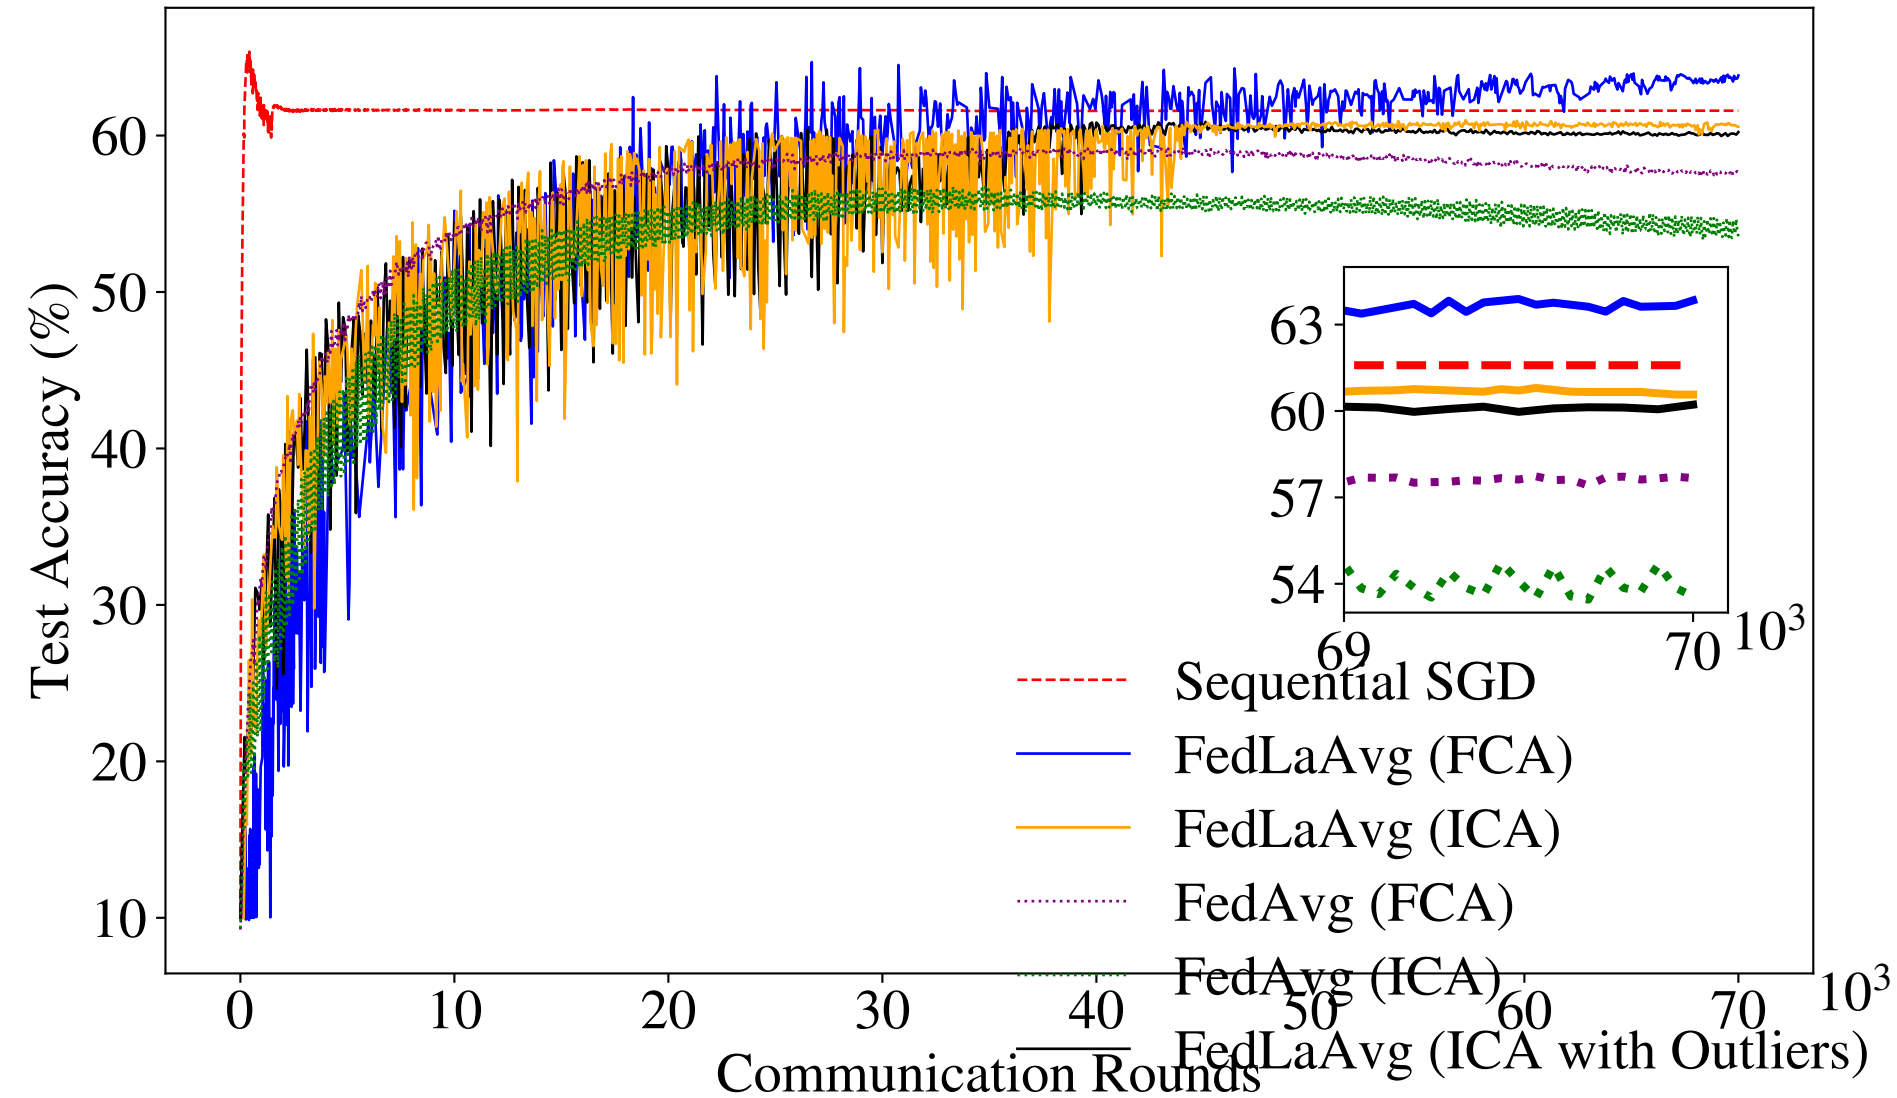 Test Accuracy (%)
60
50
40
30
20
10
63
60
57
54
69
70
10³
Sequential SGD
FedLaAvg (FCA)
FedLaAvg (ICA)
FedAvg (FCA)
FedAvg (ICA)
FedLaAvg (ICA with Outliers)
0 10 20 30 40 50 60 70 10³
Communication Rounds